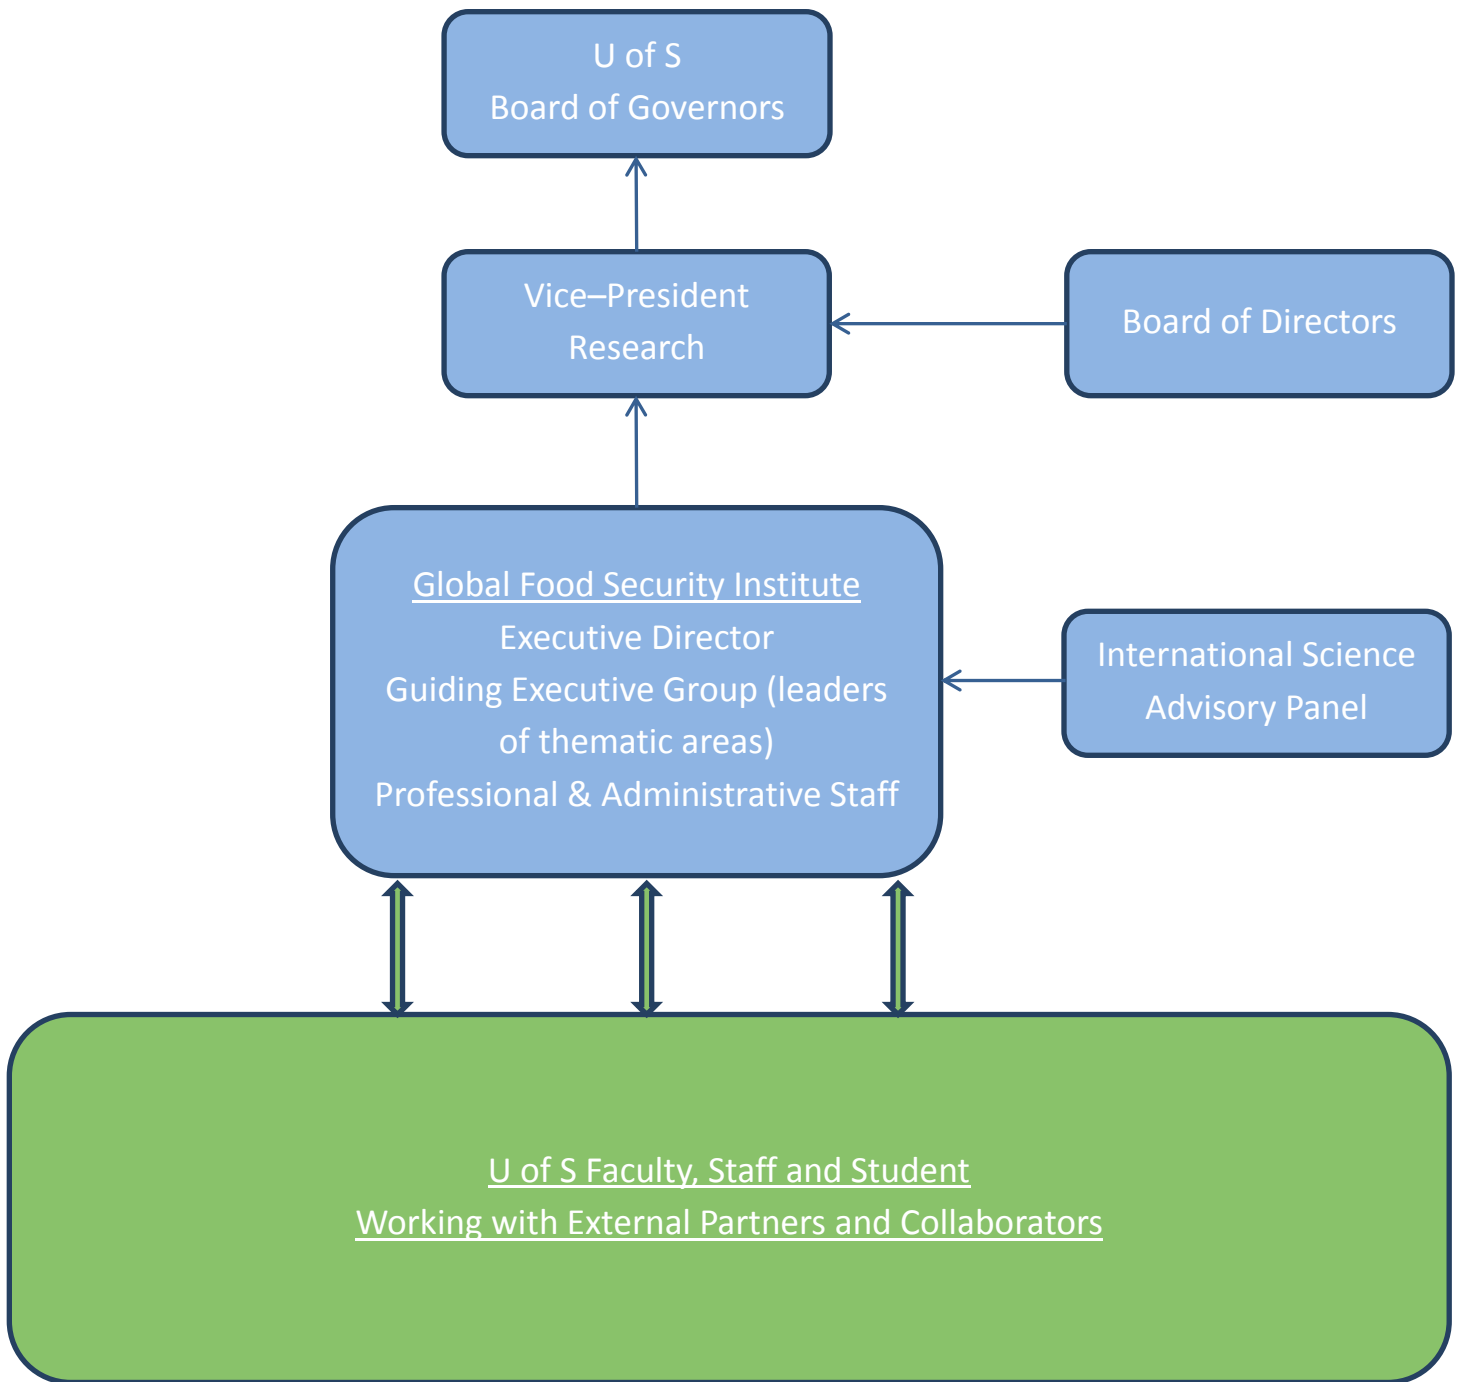 U of S
Board of Governors
Vice–President
Research
Board of Directors
Global Food Security Institute
Executive Director
Guiding Executive Group (leaders
of thematic areas)
Professional & Administrative Staff
International Science
Advisory Panel
U of S Faculty, Staff and Student
Working with External Partners and Collaborators